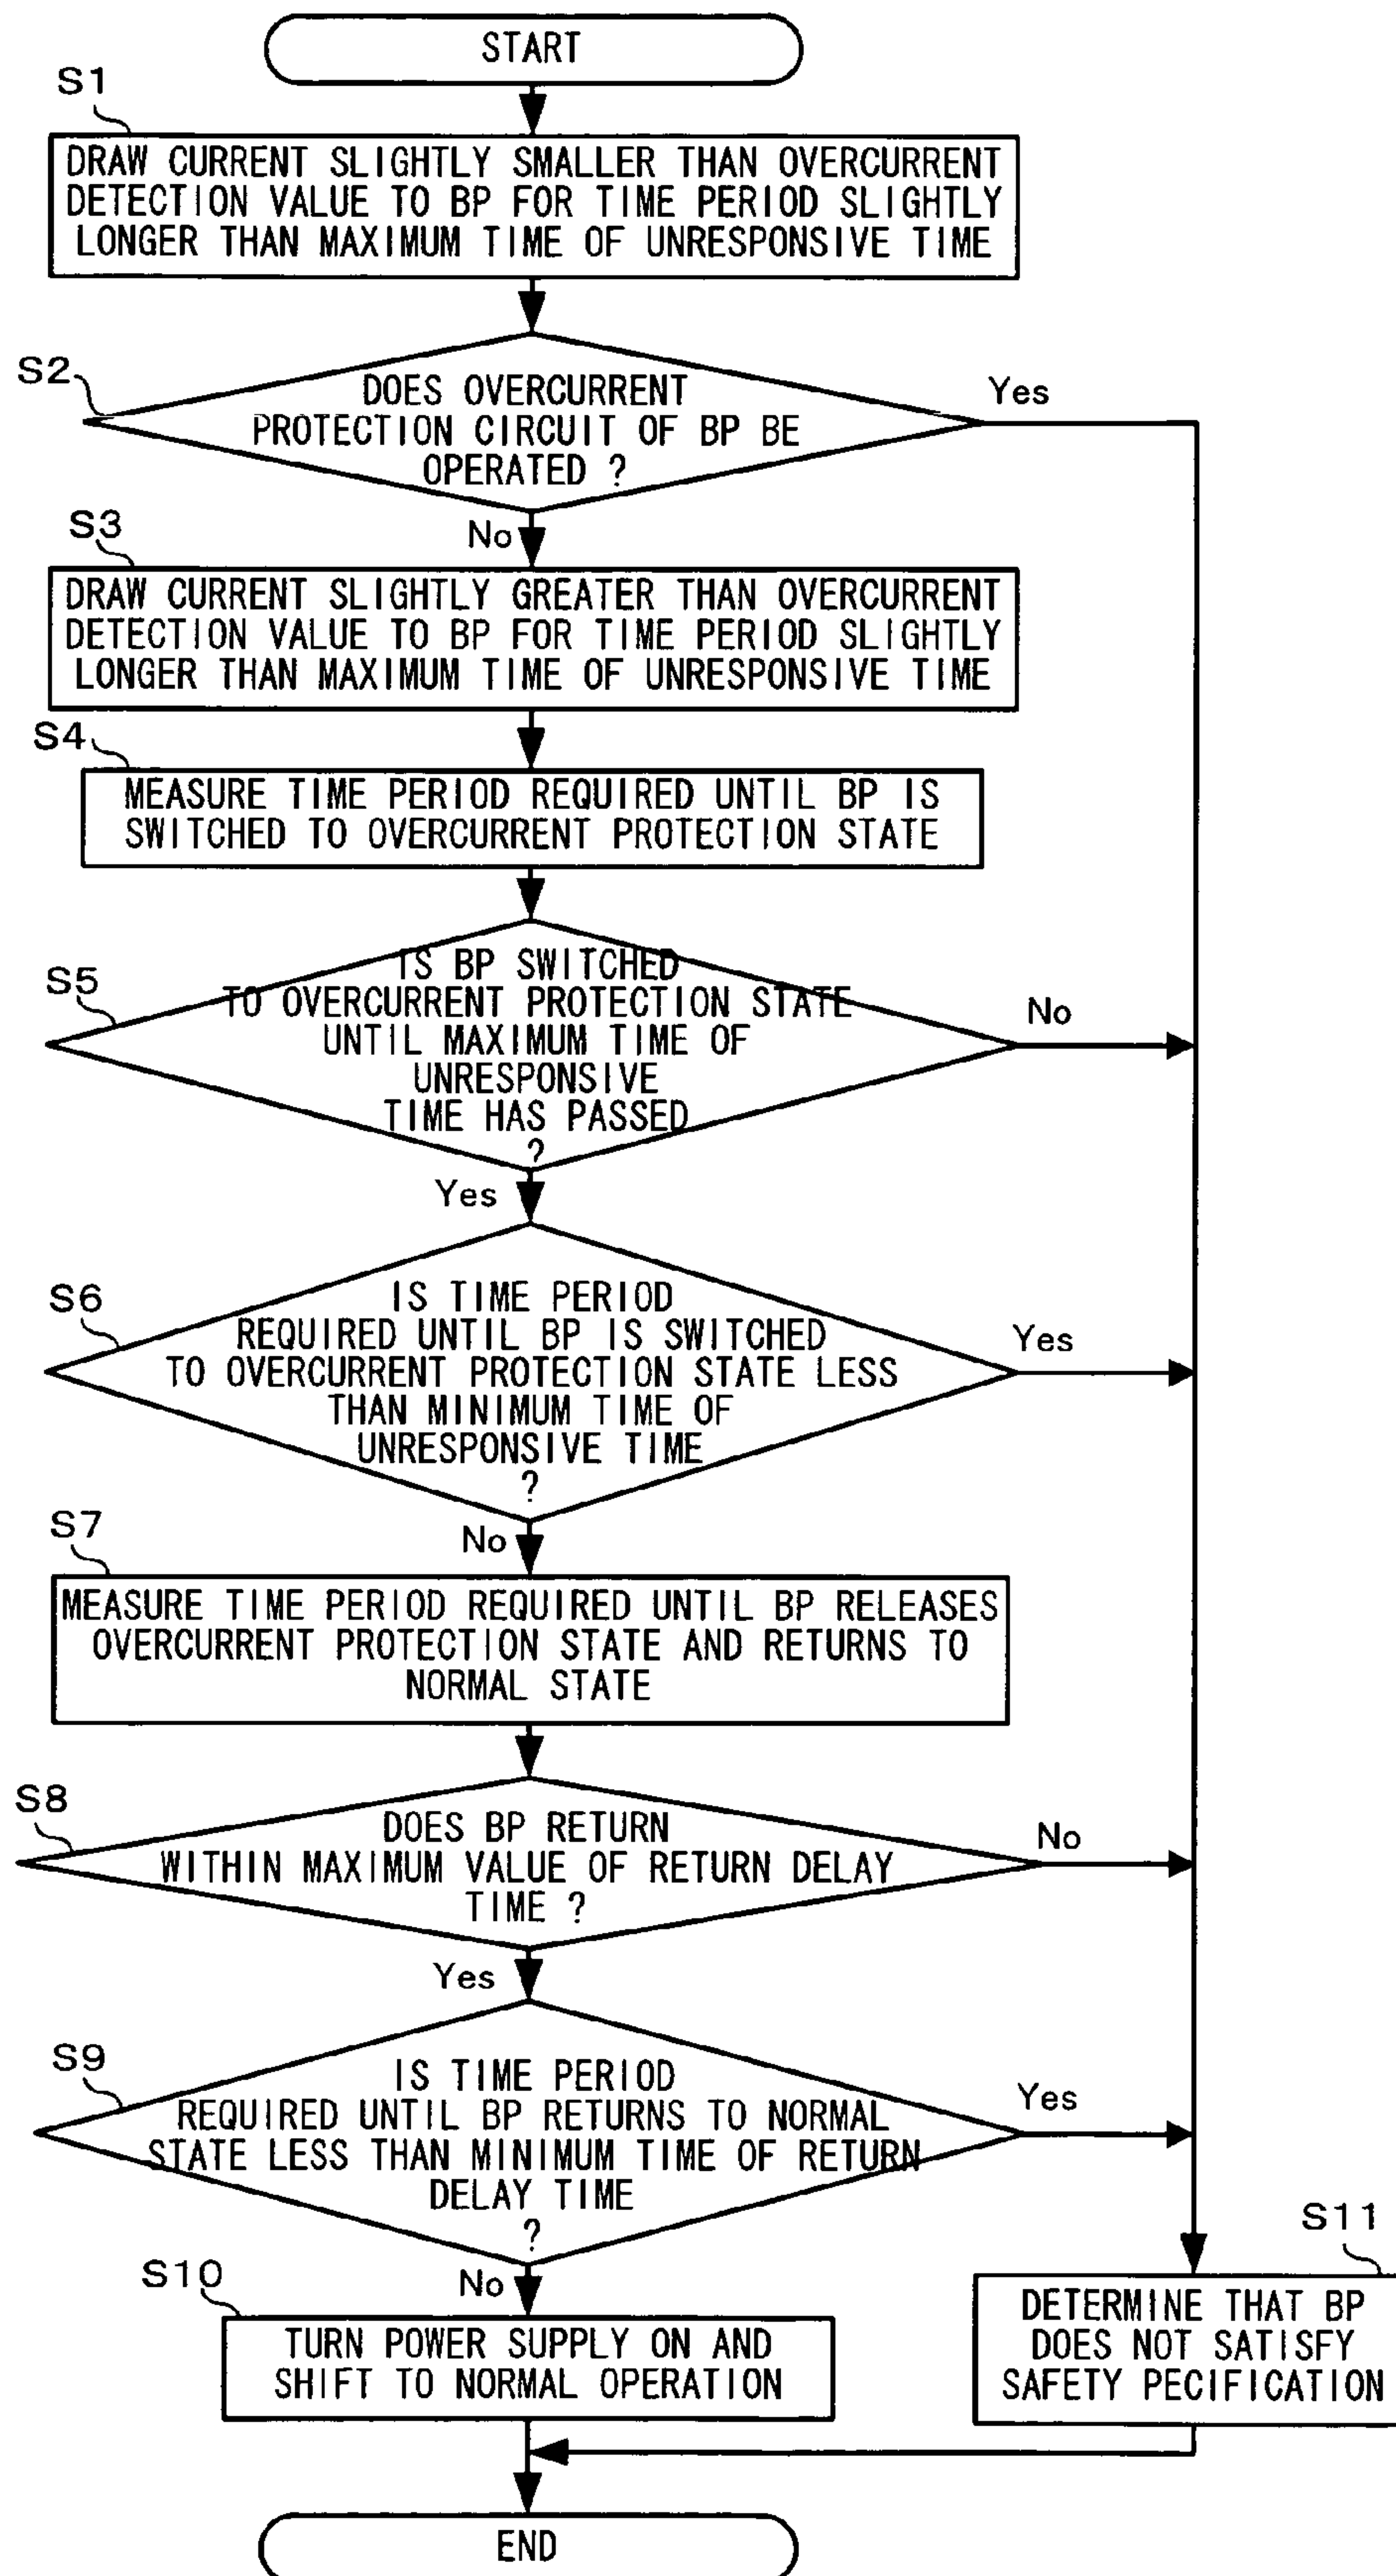 START
S1
DRAW CURRENT SLIGHTLY SMALLER THAN OVERCURRENT
DETECTION VALUE TO BP FOR TIME PERIOD SLIGHTLY
LONGER THAN MAXIMUM TIME OF UNRESPONSIVE TIME
S2
DOES OVERCURRENT
PROTECTION CIRCUIT OF BP BE
OPERATED ?
Yes
No
S3
DRAW CURRENT SLIGHTLY GREATER THAN OVERCURRENT
DETECTION VALUE TO BP FOR TIME PERIOD SLIGHTLY
LONGER THAN MAXIMUM TIME OF UNRESPONSIVE TIME
S4
MEASURE TIME PERIOD REQUIRED UNTIL BP IS
SWITCHED TO OVERCURRENT PROTECTION STATE
S5
IS BP SWITCHED
TO OVERCURRENT PROTECTION STATE
UNTIL MAXIMUM TIME OF
UNRESPONSIVE
TIME HAS PASSED
?
No
Yes
S6
IS TIME PERIOD
REQUIRED UNTIL BP IS SWITCHED
TO OVERCURRENT PROTECTION STATE LESS
THAN MINIMUM TIME OF
UNRESPONSIVE TIME
?
Yes
No
S7
MEASURE TIME PERIOD REQUIRED UNTIL BP RELEASES
OVERCURRENT PROTECTION STATE AND RETURNS TO
NORMAL STATE
S8
DOES BP RETURN
WITHIN MAXIMUM VALUE OF RETURN DELAY
TIME ?
No
Yes
S9
IS TIME PERIOD
REQUIRED UNTIL BP RETURNS TO NORMAL
STATE LESS THAN MINIMUM TIME OF RETURN
DELAY TIME
?
Yes
No
S10
TURN POWER SUPPLY ON AND
SHIFT TO NORMAL OPERATION
S11
DETERMINE THAT BP
DOES NOT SATISFY
SAFETY PECIFICATION
END